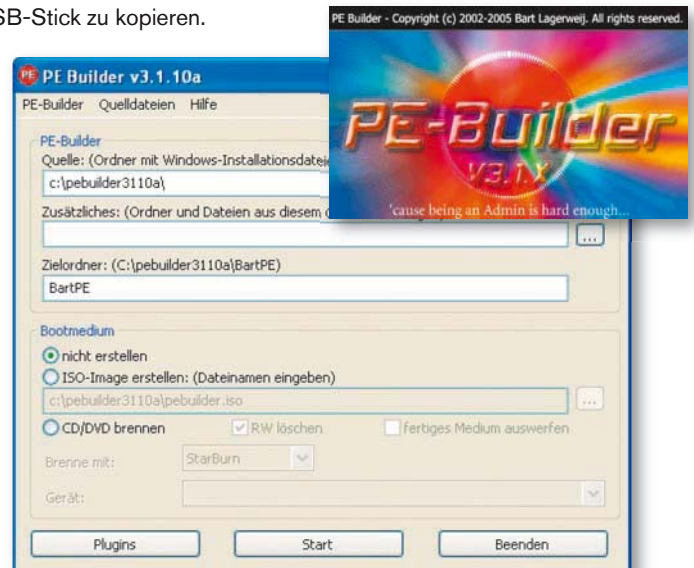 SB-Stick zu kopieren.
PE Builder - Copyright (c) 2002-2005 Bart Lagerweij. All rights reserved.
PE-Builder
V3.1.X
'cause being an Admin is hard enough...
PE Builder v3.1.10a
PE-Builder Quelldateien Hilfe
PE-Builder
Quelle: (Ordner mit Windows-Installationsdatei
c:\pebuilder3110a\
Zusätzliches: (Ordner und Dateien aus diesem
...
Zielordner: (C:\pebuilder3110a\BartPE)
BartPE
Bootmedium
nicht erstellen
ISO-Image erstellen: (Dateinamen eingeben)
c:\pebuilder3110a\pebuilder.iso
...
CD/DVD brennen RW löschen fertiges Medium auswerfen
Brenne mit: StarBurn
Gerät:
Plugins Start Beenden